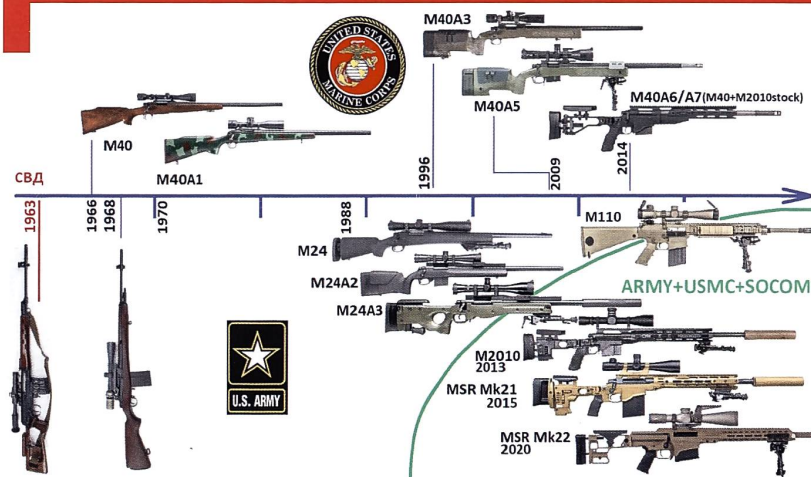 UNITED STATES
MARINE CORPS
M40A3
M40A5
M40A6/A7(M40+M2010stock)
M40
M40A1
СВД
1963
1966
1968
1970
1988
1996
2009
2014
M24
M24A2
M24A3
M110
ARMY+USMC+SOCOM
M2010
2013
MSR Mk21
2015
MSR Mk22
2020
U.S. ARMY